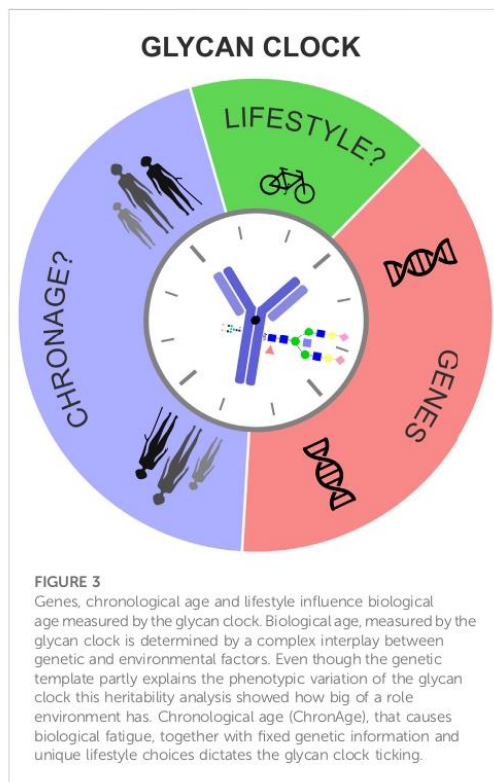 GLYCAN CLOCK
LIFESTYLE?
CHRONAGE?
GENES
FIGURE 3
Genes, chronological age and lifestyle influence biological
age measured by the glycan clock. Biological age, measured by the
glycan clock is determined by a complex interplay between
genetic and environmental factors. Even though the genetic
template partly explains the phenotypic variation of the glycan
clock this heritability analysis showed how big of a role
environment has. Chronological age (ChronAge), that causes
biological fatigue, together with fixed genetic information and
unique lifestyle choices dictates the glycan clock ticking.